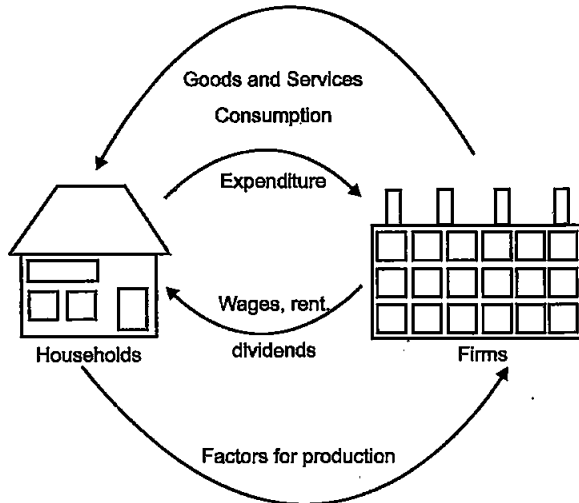 Goods and Services
Consumption
Expenditure
Wages, rent,
dividends
Households
Firms
Factors for production